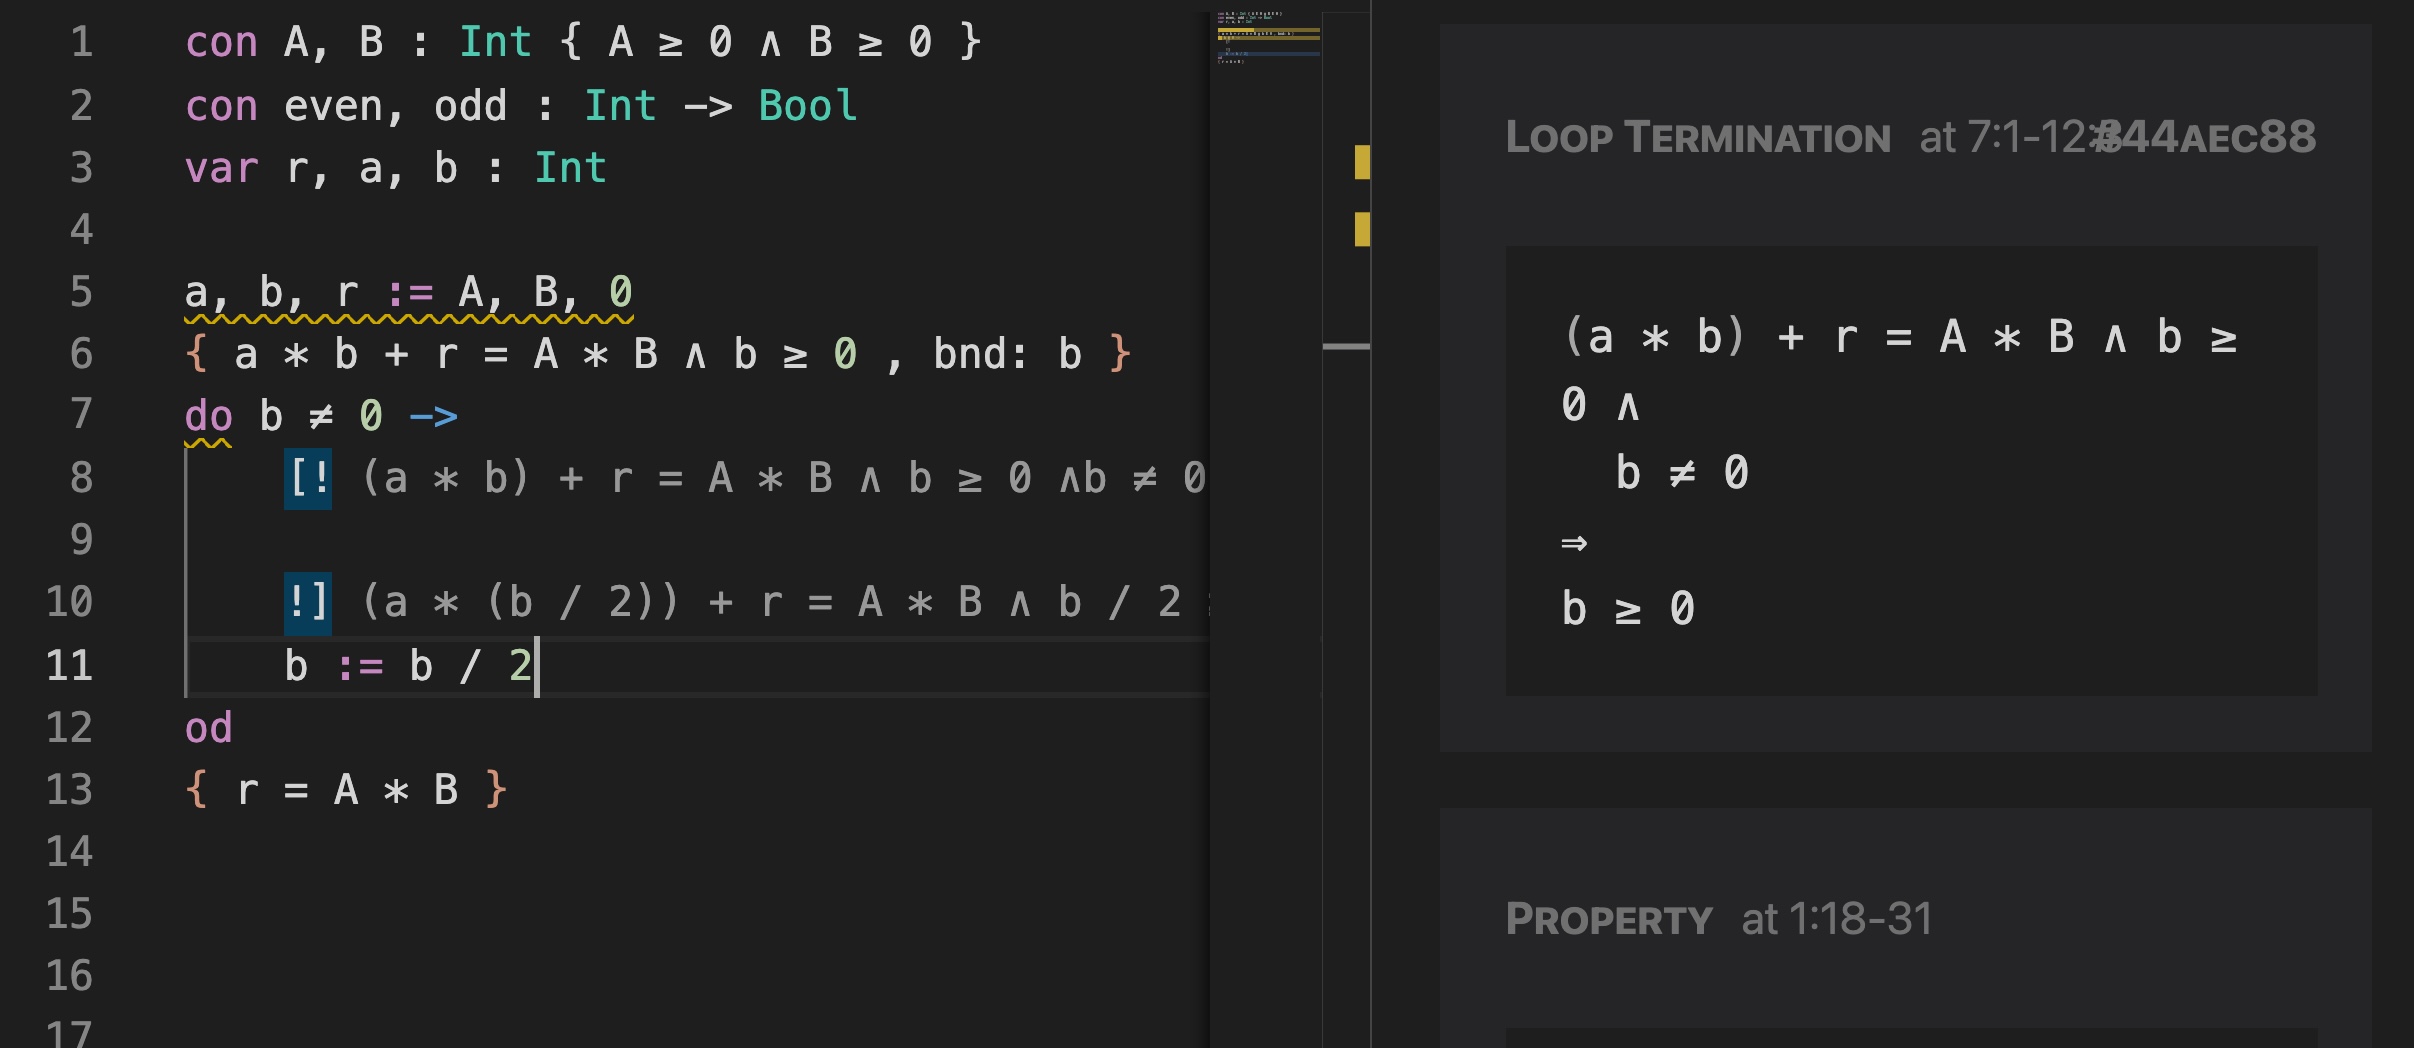 1 con A, B : Int { A ≥ 0 ∧ B ≥ 0 }
2 con even, odd : Int -> Bool
3 var r, a, b : Int
4
5 a, b, r := A, B, 0
6 { a * b + r = A * B ∧ b ≥ 0 , bnd: b }
7 do b ≠ 0 ->
8 [! (a * b) + r = A * B ∧ b ≥ 0 ∧b ≠ 0
9
10 !] (a * (b / 2)) + r = A * B ∧ b / 2
11 b := b / 2
12 od
13 { r = A * B }
14
15
16
17
LOOP TERMINATION at 7:1-12:3 #44AEC88
(a * b) + r = A * B ∧ b ≥
0 ∧
b ≠ 0
⇒
b ≥ 0
PROPERTY at 1:18-31